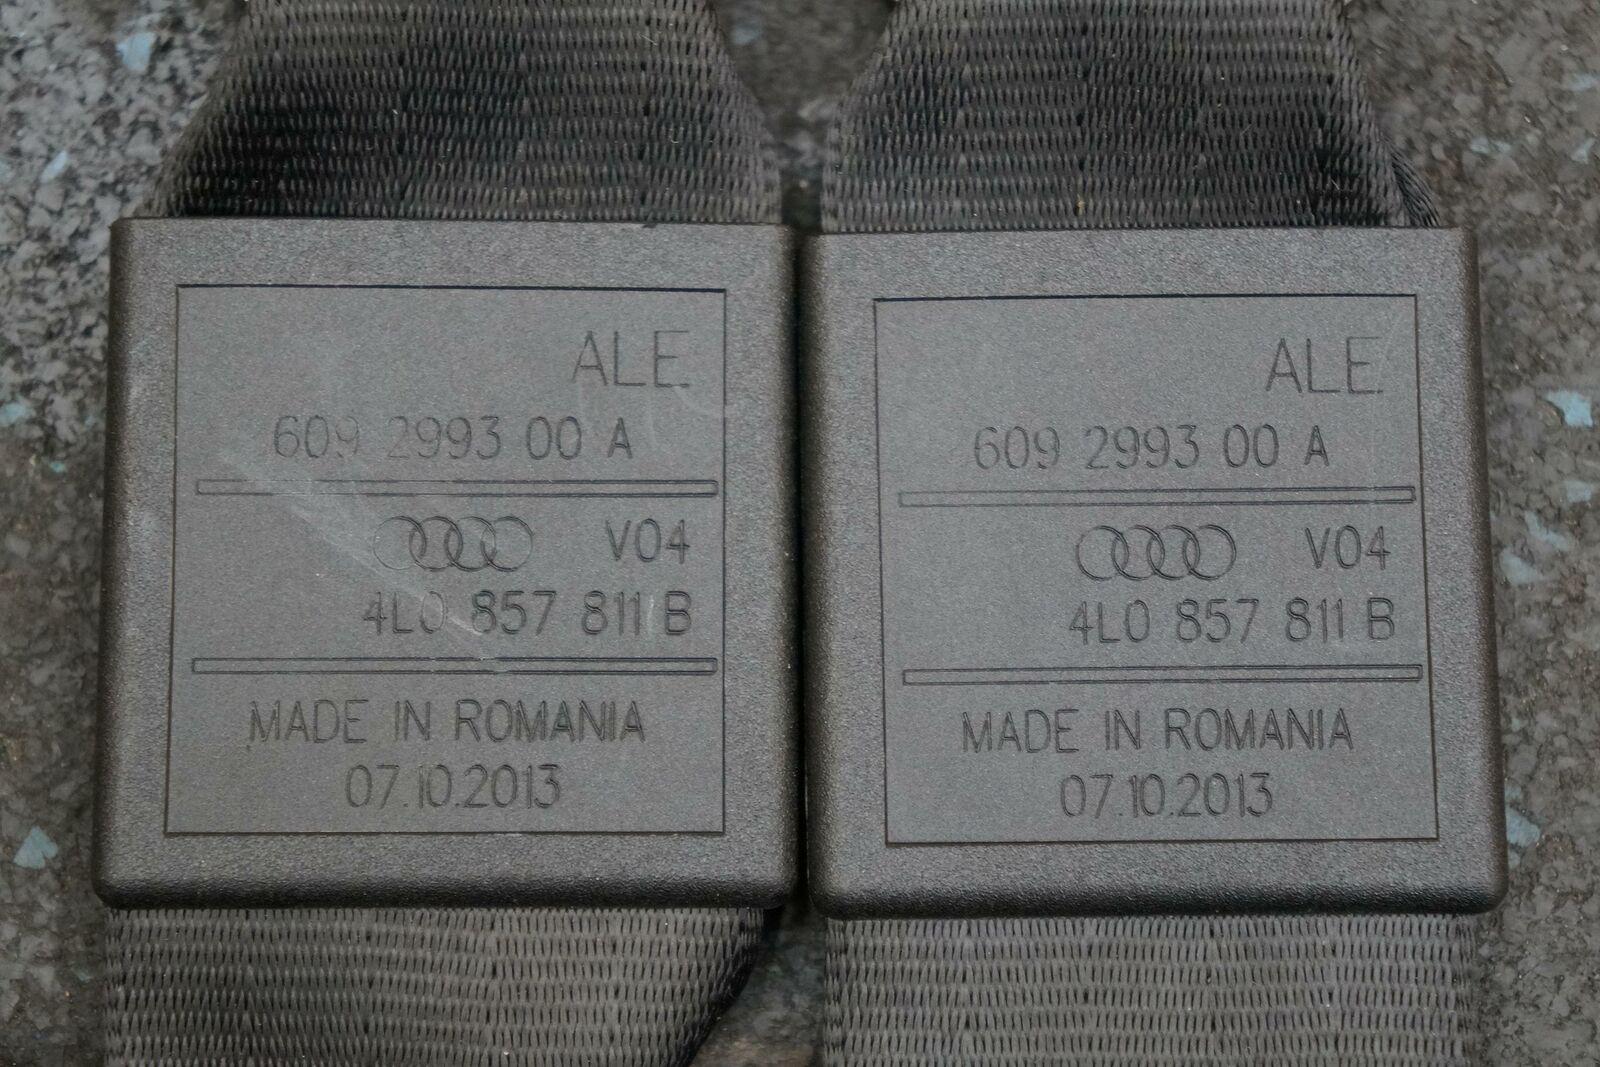 ALE.
609 2993 00 A
V04
4L0 857 811 B
MADE IN ROMANIA
07.10.2013
ALE.
609 2993 00 A
V04
4L0 857 811 B
MADE IN ROMANIA
07.10.2013